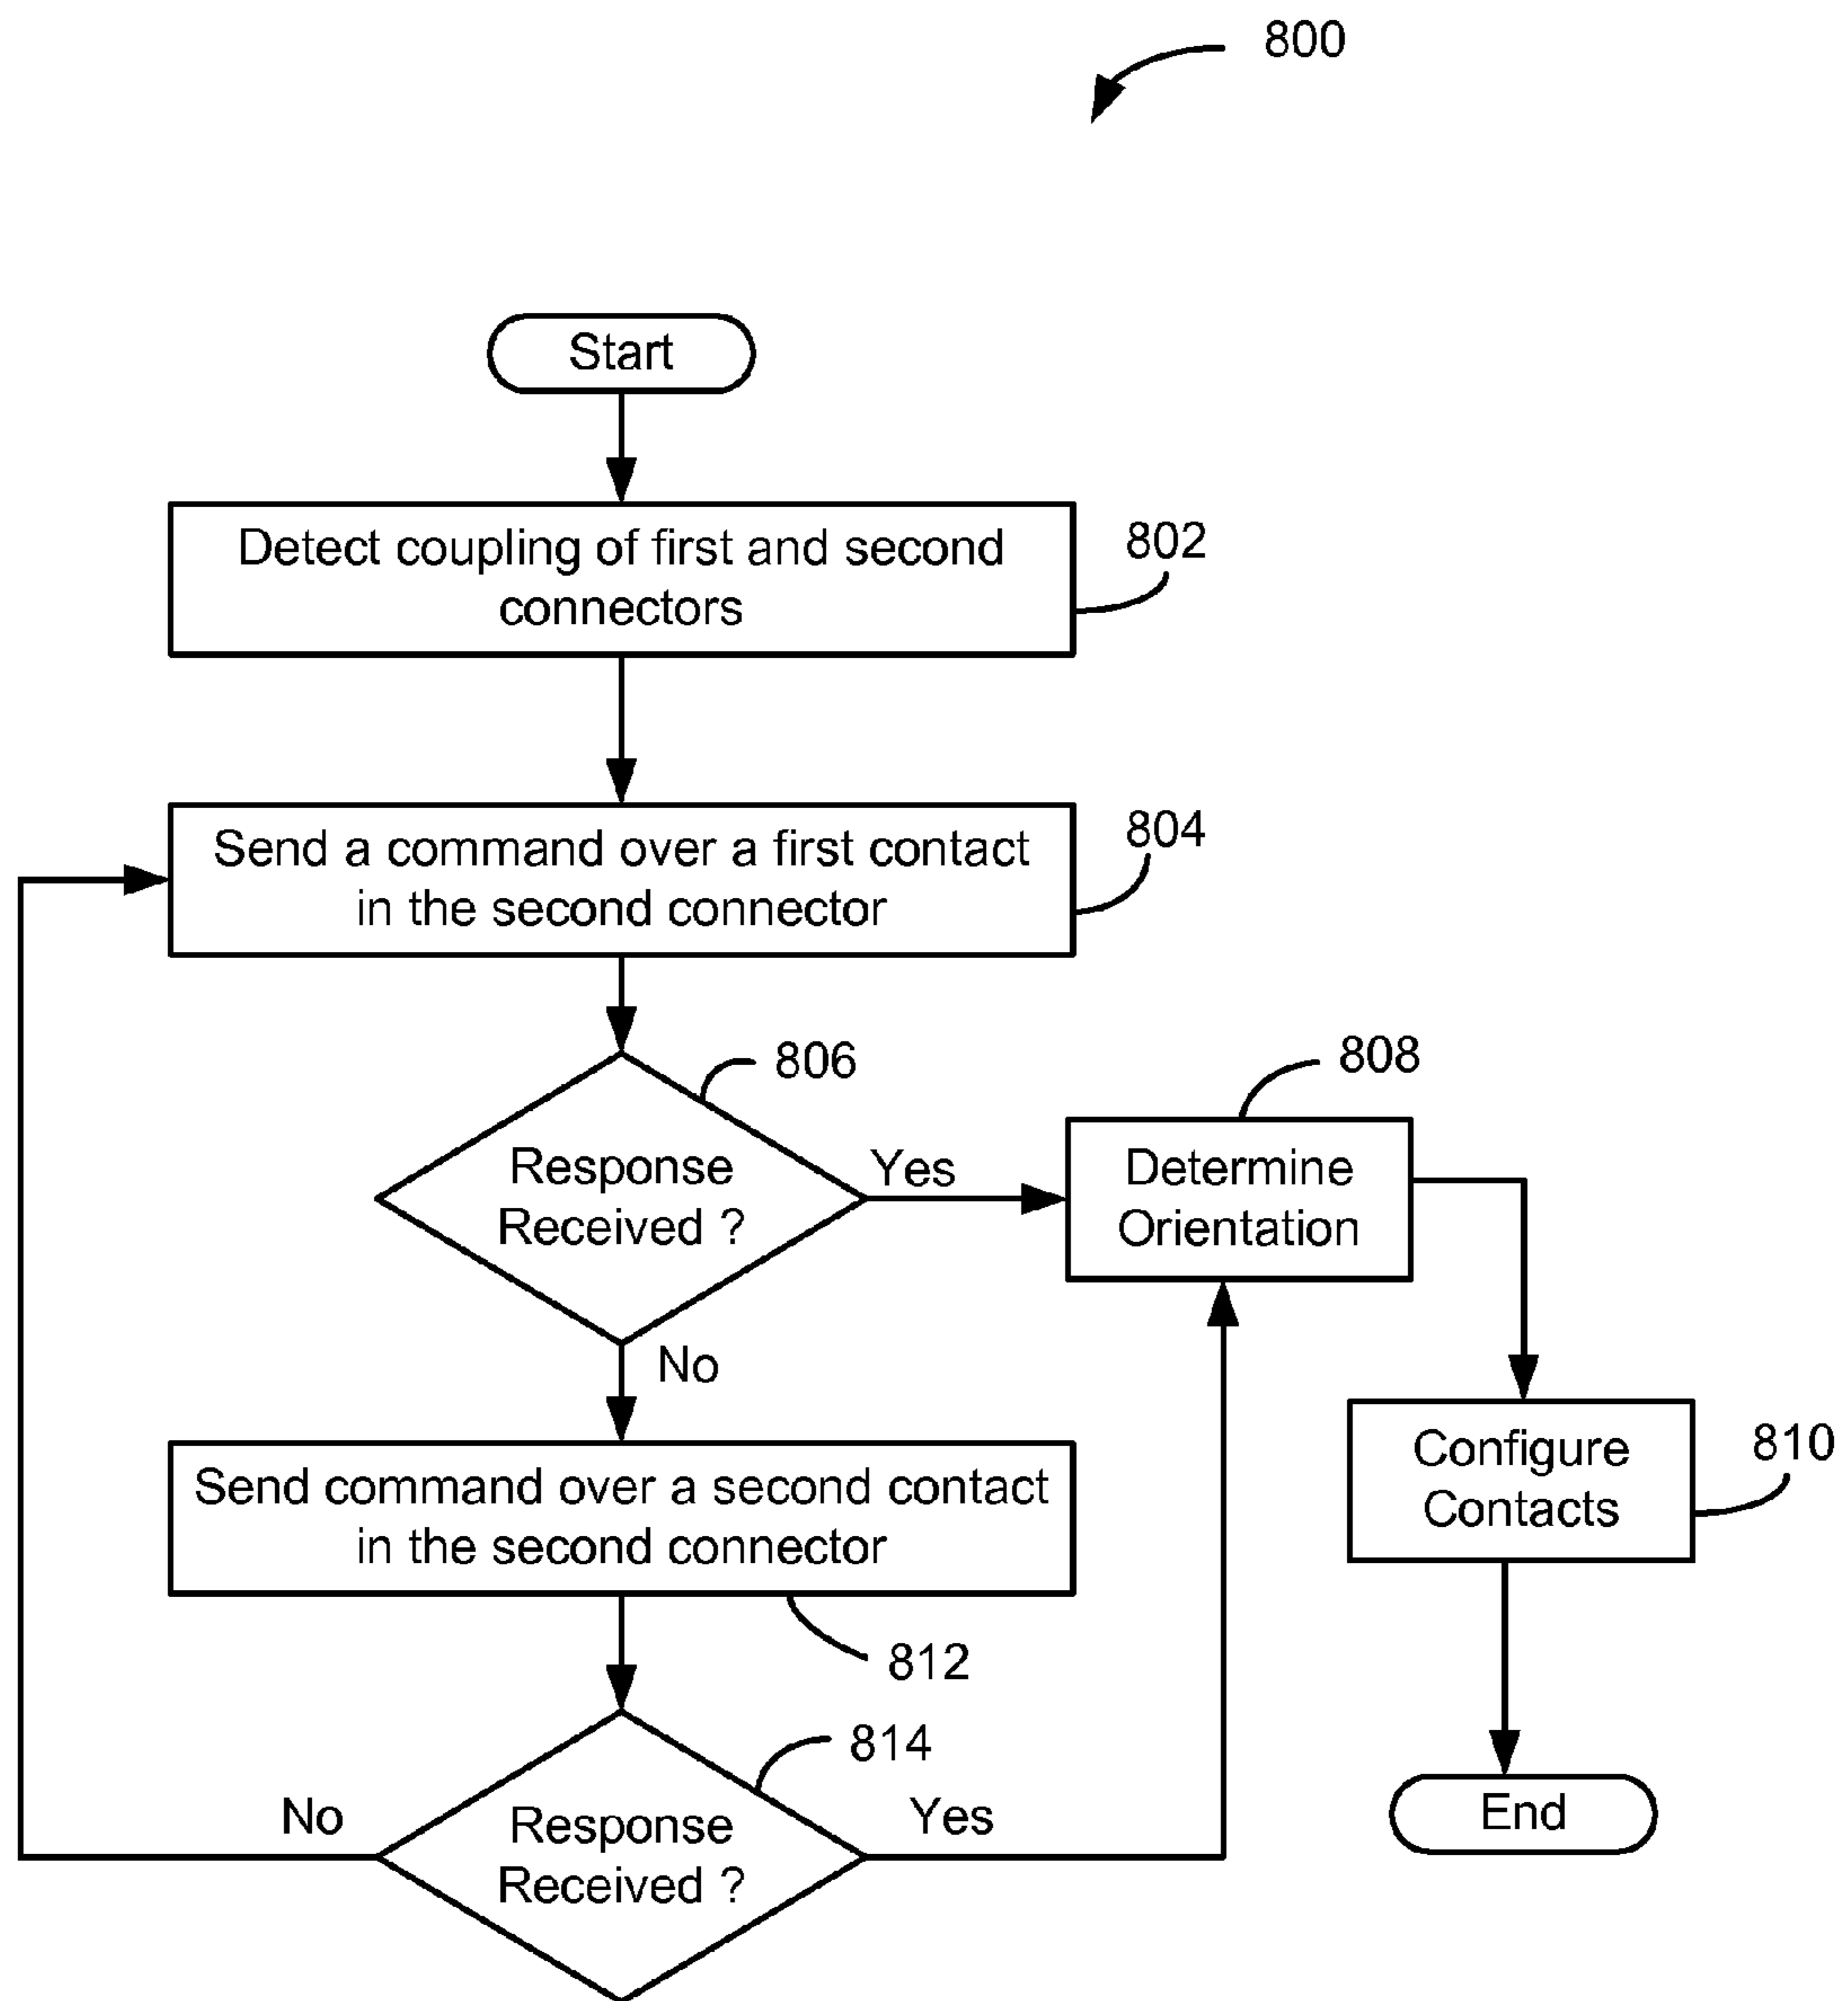 800
Start
Detect coupling of first and second
connectors
802
Send a command over a first contact
in the second connector
804
806
Response
Received ?
Yes
No
808
Determine
Orientation
Configure
Contacts
810
Send command over a second contact
in the second connector
812
814
Response
Received ?
No
Yes
End